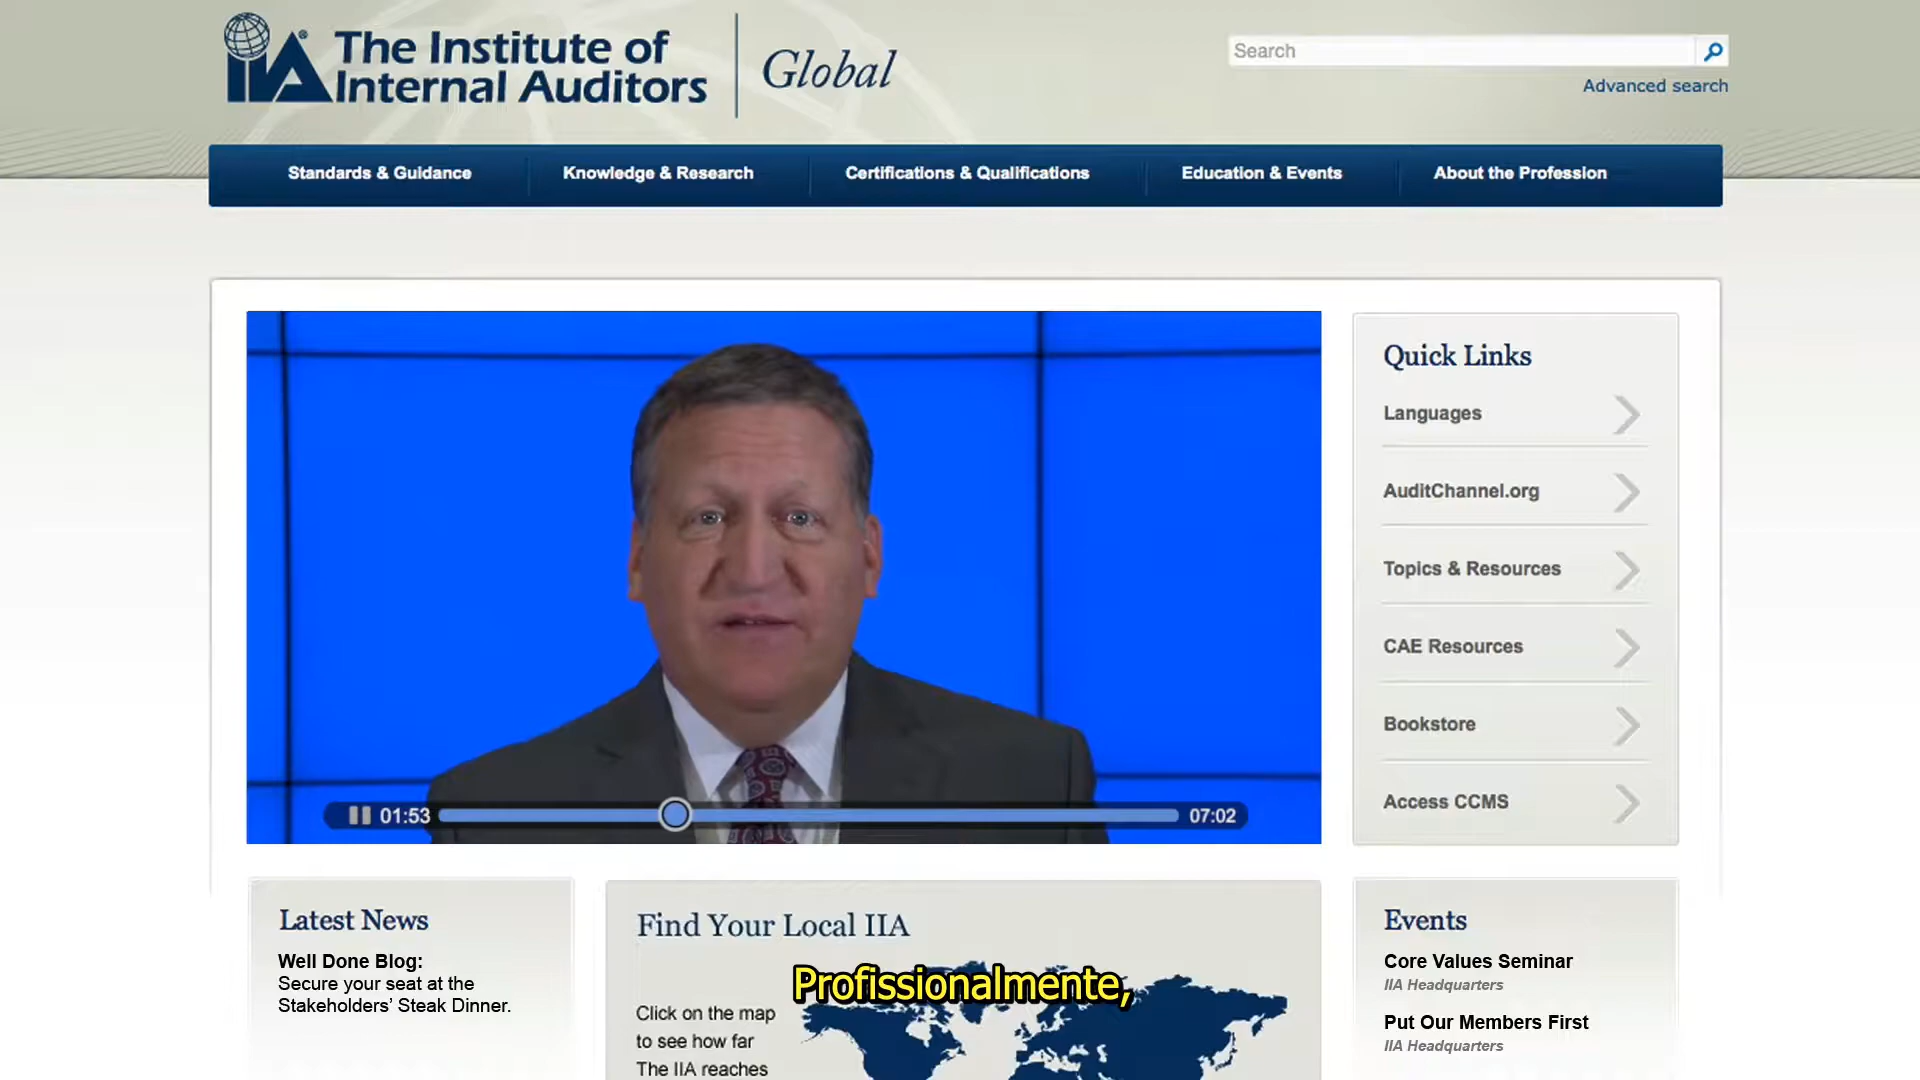 IIA® The Institute of
Internal Auditors
Global
Search
Advanced search
Standards & Guidance
Knowledge & Research
Certifications & Qualifications
Education & Events
About the Profession
01:53
07:02
Quick Links
Languages
AuditChannel.org
Topics & Resources
CAE Resources
Bookstore
Access CCMS
Latest News
Well Done Blog:
Secure your seat at the
Stakeholders’ Steak Dinner.
Find Your Local IIA
Click on the map
to see how far
The IIA reaches
Profissionalmente,
Events
Core Values Seminar
IIA Headquarters
Put Our Members First
IIA Headquarters